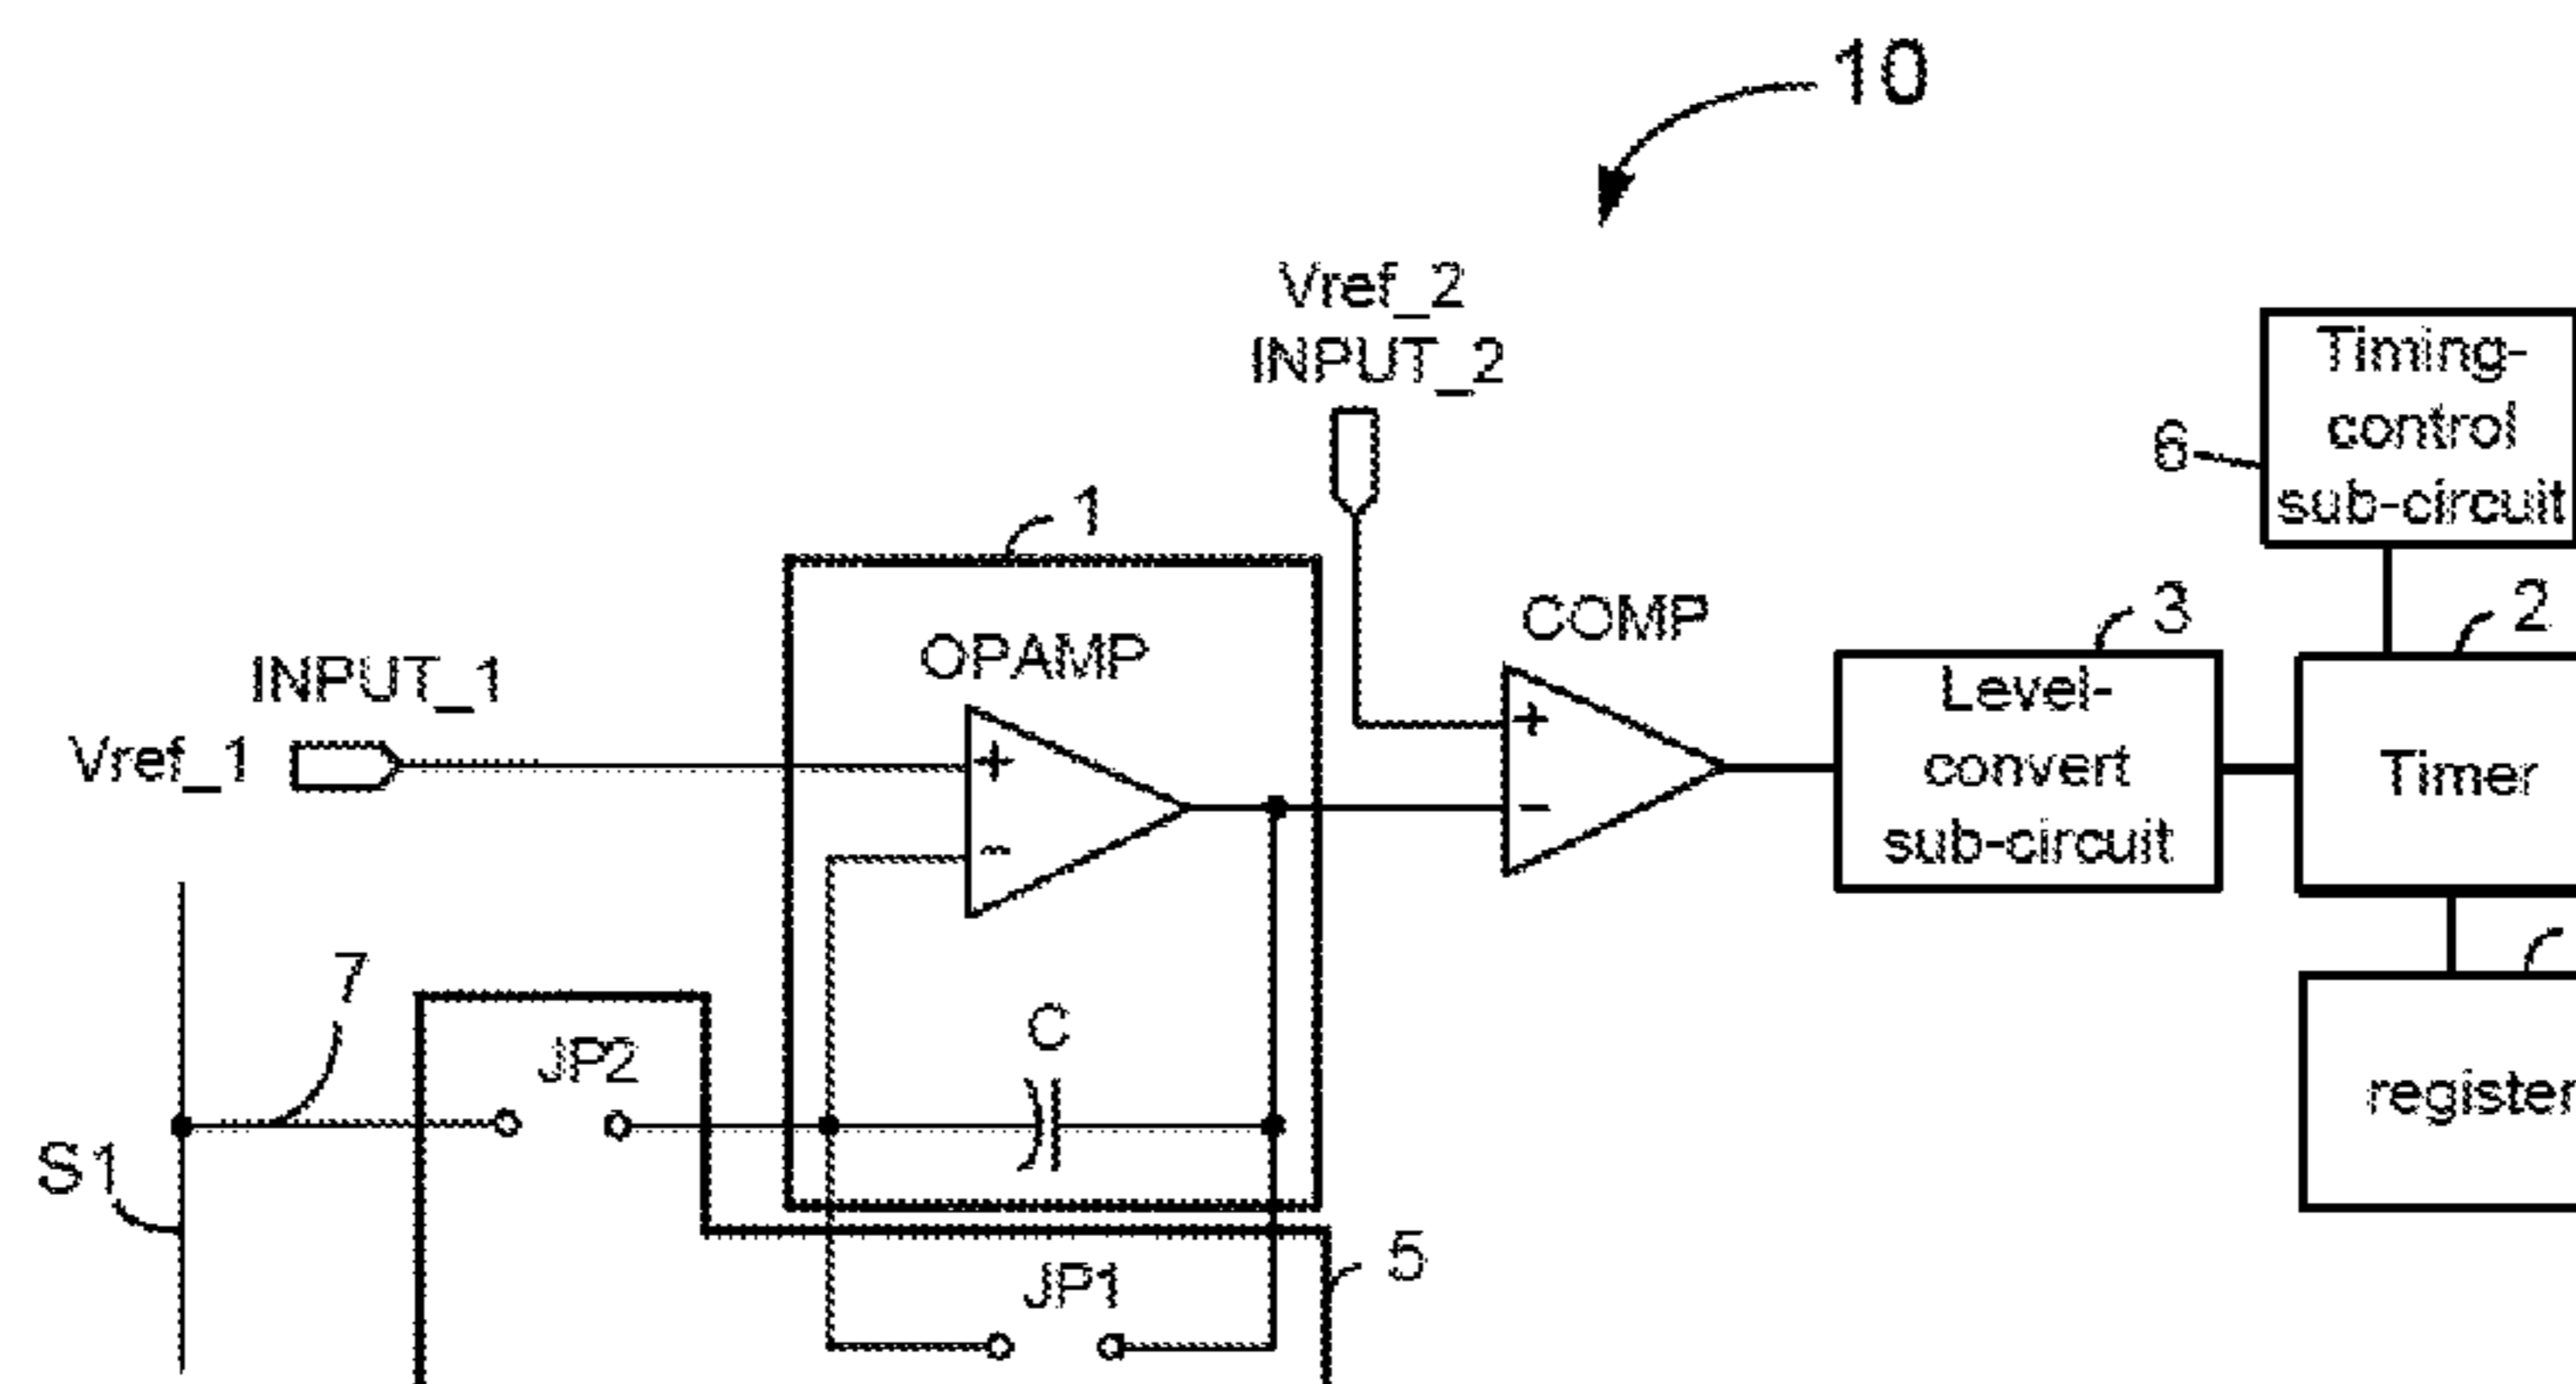 10
Vref_2
INPUT_2
Timing-
control
sub-circuit
6
1
COMP
3
2
OPAMP
INPUT_1
Vref_1
+
-
+
-
Level-
convert
sub-circuit
Timer
7
JP2
C
register
S1
5
JP1